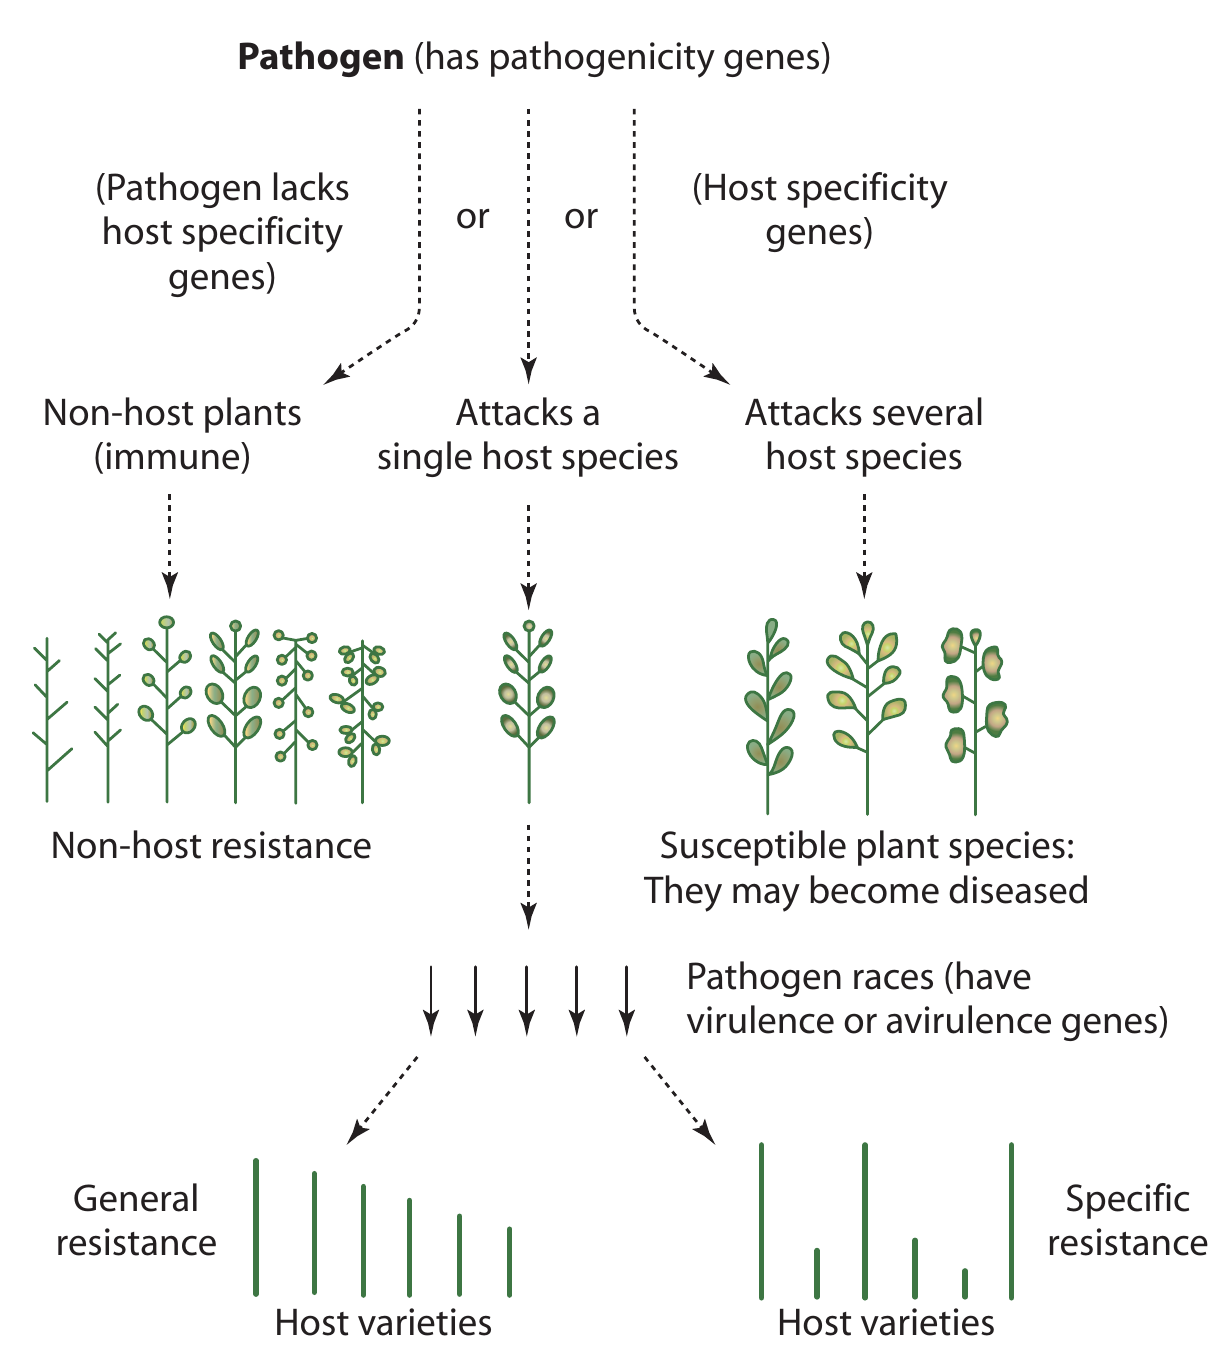 Pathogen (has pathogenicity genes)
(Pathogen lacks
host specificity
genes)
or
or
(Host specificity
genes)
Non-host plants
(immune)
Attacks a
single host species
Attacks several
host species
Non-host resistance
Susceptible plant species:
They may become diseased
Pathogen races (have
virulence or avirulence genes)
General
resistance
Host varieties
Specific
resistance
Host varieties